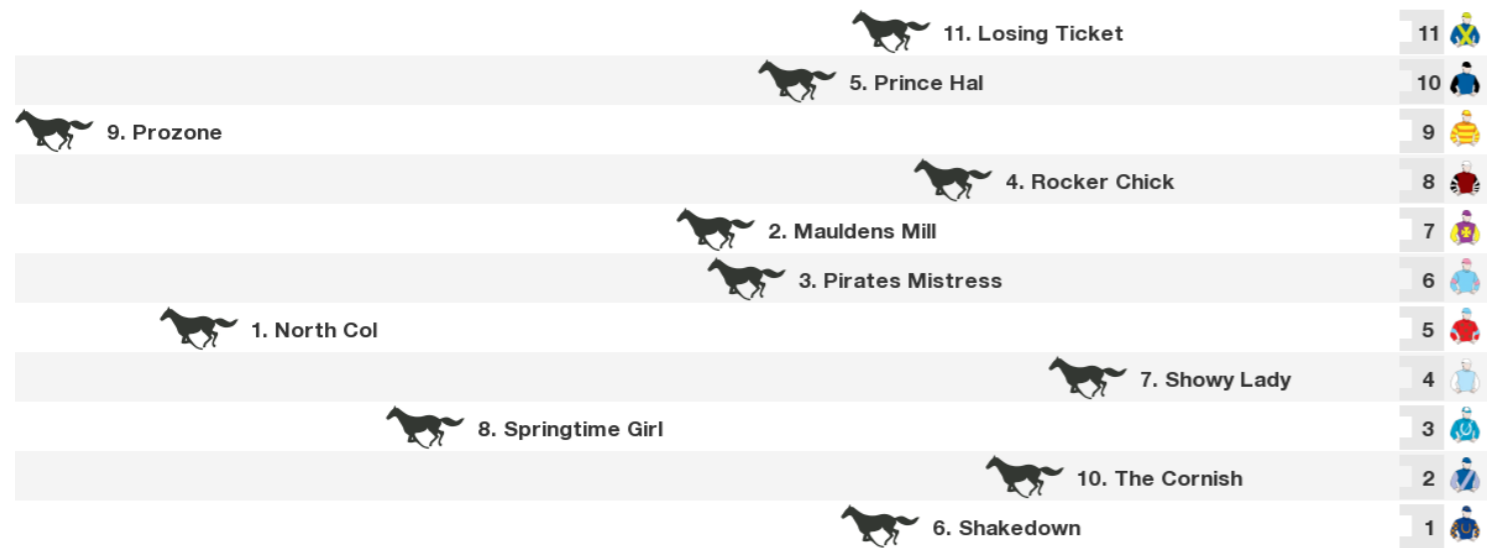 11. Losing Ticket 11
5. Prince Hal 10
9. Prozone 9
4. Rocker Chick 8
2. Mauldens Mill 7
3. Pirates Mistress 6
1. North Col 5
7. Showy Lady 4
8. Springtime Girl 3
10. The Cornish 2
6. Shakedown 1